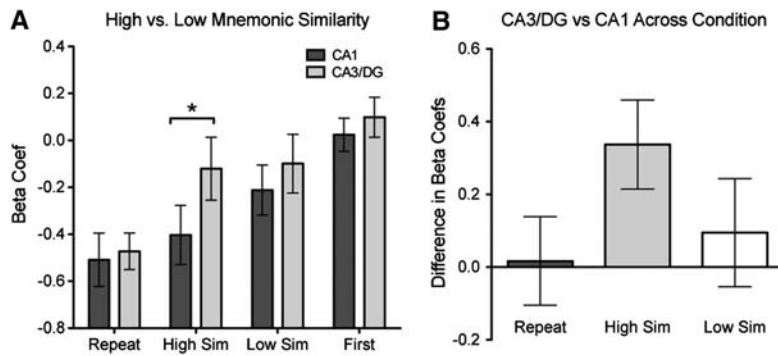 A
High vs. Low Mnemonic Similarity
CA1
CA3/DG
*
Beta Coef
0.4
0.2
0.0
-0.2
-0.4
-0.6
-0.8
Repeat High Sim Low Sim First
B
CA3/DG vs CA1 Across Condition
Difference in Beta Coefs
0.6
0.4
0.2
0.0
-0.2
Repeat High Sim Low Sim